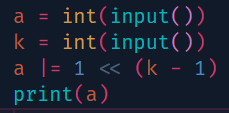 a = int(input())
k = int(input())
a |= 1 << (k - 1)
print(a)